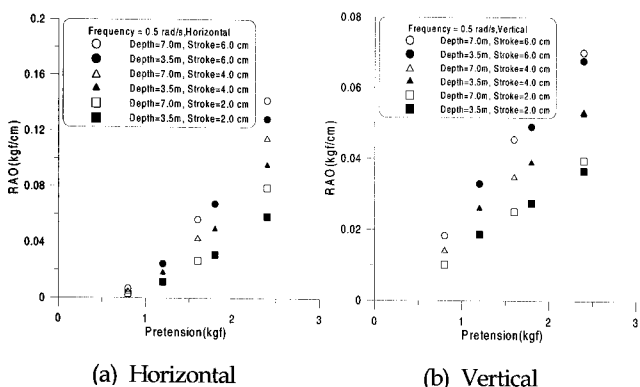 0.2
0.16
0.12
0.08
0.04
0
RAO(kgf/cm)
Frequency = 0.5 rad/s,Horizontal
Depth=7.0m, Stroke=6.0 cm
Depth=3.5m, Stroke=6.0 cm
Depth=7.0m, Stroke=4.0 cm
Depth=3.5m, Stroke=4.0 cm
Depth=7.0m, Stroke=2.0 cm
Depth=3.5m, Stroke=2.0 cm
0 1 2 3
Pretension(kgf)
(a) Horizontal
0.08
0.06
0.04
0.02
0.00
RAO(kgf/cm)
Frequency = 0.5 rad/s,Vertical
Depth=7.0m, Stroke=6.0 cm
Depth=3.5m, Stroke=6.0 cm
Depth=7.0m, Stroke=4.0 cm
Depth=3.5m, Stroke=4.0 cm
Depth=7.0m, Stroke=2.0 cm
Depth=3.5m, Stroke=2.0 cm
0 1 2 3
Pretension(kgf)
(b) Vertical